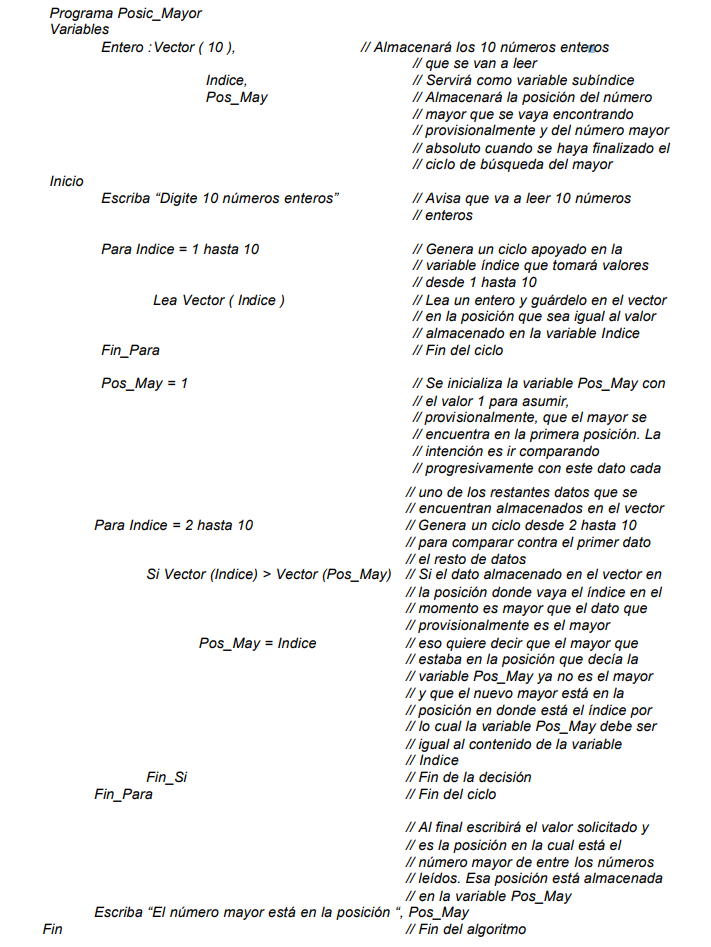 Programa Posic_Mayor
Variables
Entero : Vector ( 10 ), // Almacenará los 10 números enteros
// que se van a leer
Indice, // Servirá como variable subíndice
Pos_May // Almacenará la posición del número
// mayor que se vaya encontrando
// provisionalmente y del número mayor
// absoluto cuando se haya finalizado el
// ciclo de búsqueda del mayor
Inicio
Escriba “Digite 10 números enteros” // Avisa que va a leer 10 números
// enteros
Para Indice = 1 hasta 10 // Genera un ciclo apoyado en la
// variable índice que tomará valores
// desde 1 hasta 10
Lea Vector ( Indice ) // Lea un entero y guárdelo en el vector
// en la posición que sea igual al valor
// almacenado en la variable Indice
Fin_Para // Fin del ciclo
Pos_May = 1 // Se inicializa la variable Pos_May con
// el valor 1 para asumir,
// provisionalmente, que el mayor se
// encuentra en la primera posición. La
// intención es ir comparando
// progresivamente con este dato cada
// uno de los restantes datos que se
// encuentran almacenados en el vector
Para Indice = 2 hasta 10 // Genera un ciclo desde 2 hasta 10
// para comparar contra el primer dato
// el resto de datos
Si Vector (Indice) > Vector (Pos_May) // Si el dato almacenado en el vector en
// la posición donde vaya el índice en el
// momento es mayor que el dato que
// provisionalmente es el mayor
Pos_May = Indice // eso quiere decir que el mayor que
// estaba en la posición que decía la
// variable Pos_May ya no es el mayor
// y que el nuevo mayor está en la
// posición en donde está el índice por
// lo cual la variable Pos_May debe ser
// igual al contenido de la variable
// Indice
Fin_Si // Fin de la decisión
Fin_Para // Fin del ciclo
// Al final escribirá el valor solicitado y
// es la posición en la cual está el
// número mayor de entre los números
// leídos. Esa posición está almacenada
// en la variable Pos_May
Escriba “El número mayor está en la posición “, Pos_May
Fin // Fin del algoritmo